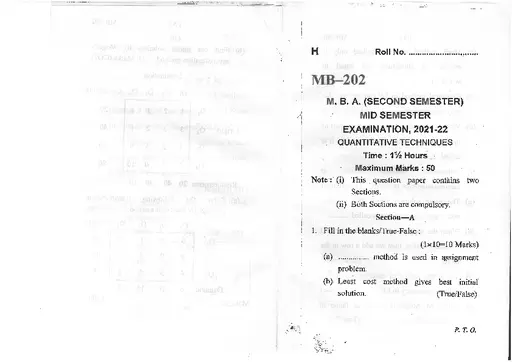 H Roll No. ..............................
MB–202
M. B. A. (SECOND SEMESTER)
MID SEMESTER
EXAMINATION, 2021-22
QUANTITATIVE TECHNIQUES
Time : 1½ Hours
Maximum Marks : 50
Note : (i) This question paper contains two
Sections.
(ii) Both Sections are compulsory.
Section—A
1. Fill in the blanks/True-False :
(1×10=10 Marks)
(a) ............... method is used in assignment
problem.
(b) Least cost method gives best initial
solution. (True/False)
P. T. O.